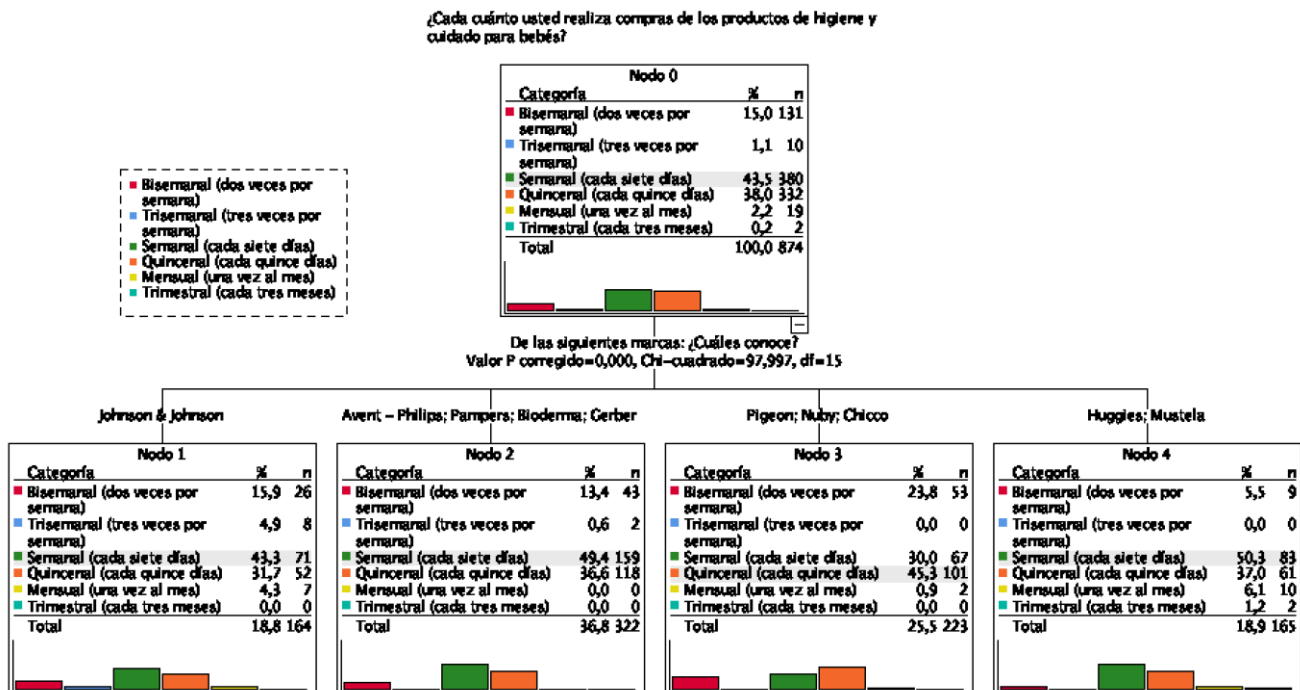 ¿Cada cuánto usted realiza compras de los productos de higiene y
cuidado para bebés?
Nodo 0
Categoría % n
Bisemanal (dos veces por
semana) 15,0 131
Trisemanal (tres veces por
semana) 1,1 10
Semanal (cada siete días) 43,5 380
Quincenal (cada quince días) 38,0 332
Mensual (una vez al mes) 2,2 19
Trimestral (cada tres meses) 0,2 2
Total 100,0 874
Bisemanal (dos veces por
semana)
Trisemanal (tres veces por
semana)
Semanal (cada siete días)
Quincenal (cada quince días)
Mensual (una vez al mes)
Trimestral (cada tres meses)
De las siguientes marcas: ¿Cuáles conoce?
Valor P corregido=0,000, Chi-cuadrado=97,997, df=15
Johnson & Johnson
Nodo 1
Categoría % n
Bisemanal (dos veces por
semana) 15,9 26
Trisemanal (tres veces por
semana) 4,9 8
Semanal (cada siete días) 43,3 71
Quincenal (cada quince días) 31,7 52
Mensual (una vez al mes) 4,3 7
Trimestral (cada tres meses) 0,0 0
Total 18,8 164
Avent - Philips; Pampers; Bioderma; Gerber
Nodo 2
Categoría % n
Bisemanal (dos veces por
semana) 13,4 43
Trisemanal (tres veces por
semana) 0,6 2
Semanal (cada siete días) 49,4 159
Quincenal (cada quince días) 36,6 118
Mensual (una vez al mes) 0,0 0
Trimestral (cada tres meses) 0,0 0
Total 36,8 322
Pigeon; Nuby; Chicco
Nodo 3
Categoría % n
Bisemanal (dos veces por
semana) 23,8 53
Trisemanal (tres veces por
semana) 0,0 0
Semanal (cada siete días) 30,0 67
Quincenal (cada quince días) 45,3 101
Mensual (una vez al mes) 0,9 2
Trimestral (cada tres meses) 0,0 0
Total 25,5 223
Huggies; Mustela
Nodo 4
Categoría % n
Bisemanal (dos veces por
semana) 5,5 9
Trisemanal (tres veces por
semana) 0,0 0
Semanal (cada siete días) 50,3 83
Quincenal (cada quince días) 37,0 61
Mensual (una vez al mes) 6,1 10
Trimestral (cada tres meses) 1,2 2
Total 18,9 165